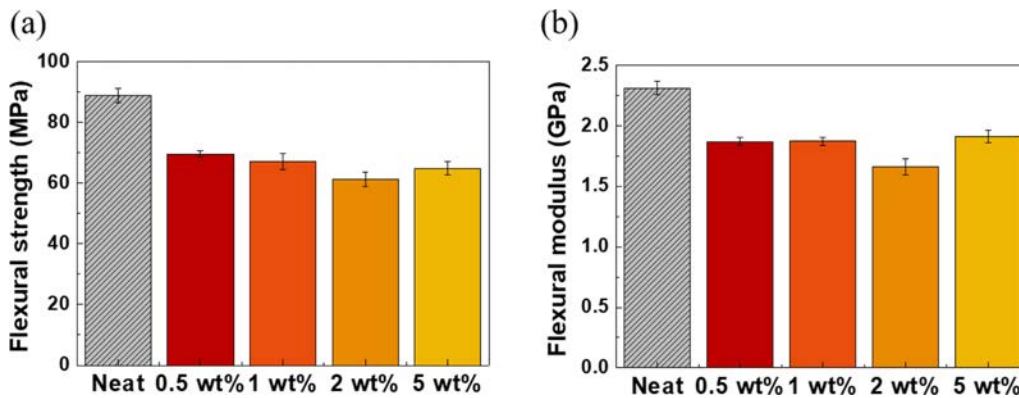 (a)
Flexural strength (MPa)
100
80
60
40
20
0
Neat 0.5 wt% 1 wt% 2 wt% 5 wt%
(b)
Flexural modulus (GPa)
2.5
2.0
1.5
1.0
0.5
0.0
Neat 0.5 wt% 1 wt% 2 wt% 5 wt%